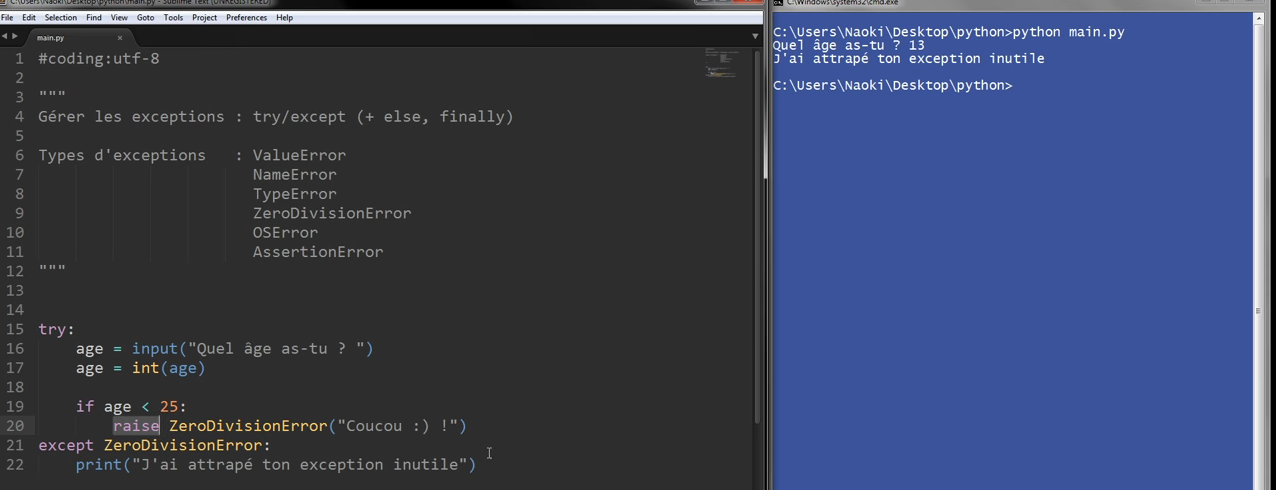 C:\Users\Naoki\Desktop\python\main.py - Sublime Text (UNREGISTERED)
File Edit Selection Find View Goto Tools Project Preferences Help
main.py
1 #coding:utf-8
2
3 """
4 Gérer les exceptions : try/except (+ else, finally)
5
6 Types d'exceptions : ValueError
7 NameError
8 TypeError
9 ZeroDivisionError
10 OSError
11 AssertionError
12 """
13
14
15 try:
16 age = input("Quel âge as-tu ? ")
17 age = int(age)
18
19 if age < 25:
20 raise ZeroDivisionError("Coucou :) !")
21 except ZeroDivisionError:
22 print("J'ai attrapé ton exception inutile")
C:\Windows\system32\cmd.exe
C:\Users\Naoki\Desktop\python>python main.py
Quel âge as-tu ? 13
J'ai attrapé ton exception inutile
C:\Users\Naoki\Desktop\python>